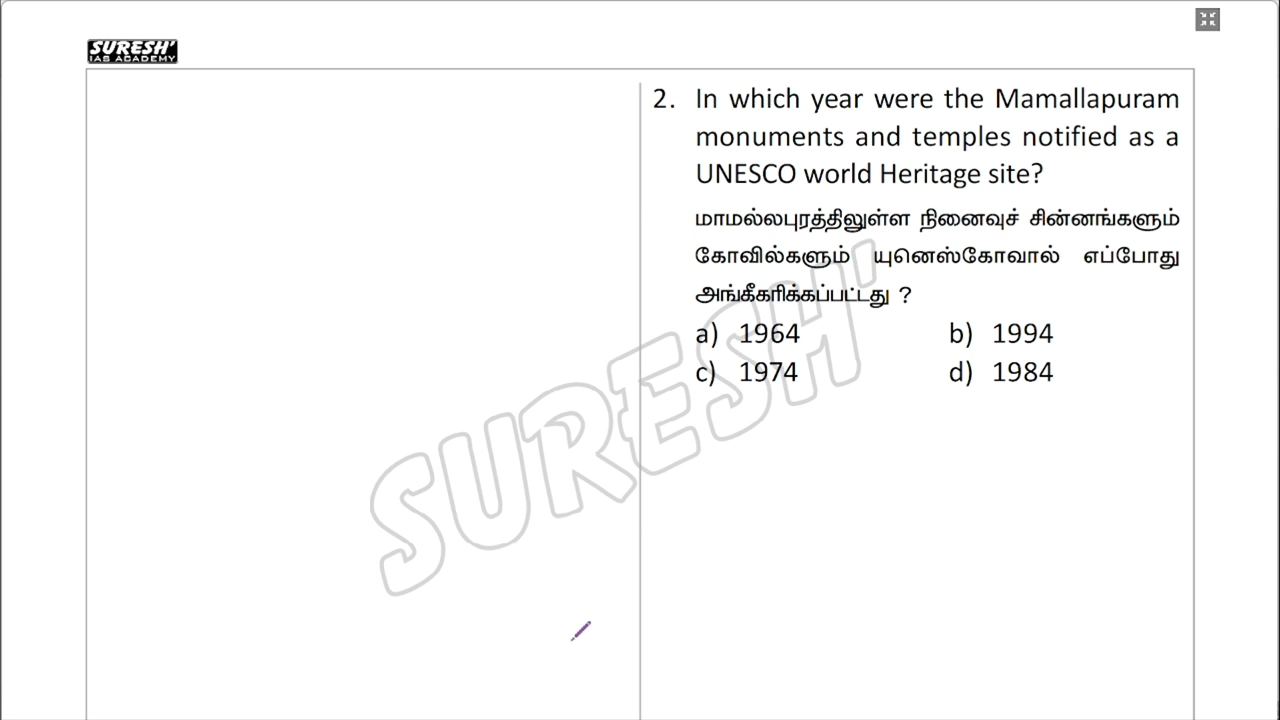 SURESH'
IAS ACADEMY
2. In which year were the Mamallapuram
monuments and temples notified as a
UNESCO world Heritage site?
மாமல்லபுரத்திலுள்ள நினைவுச் சின்னங்களும்
கோவில்களும் யுனெஸ்கோவால் எப்போது
அங்கீகரிக்கப்பட்டது ?
a) 1964 b) 1994
c) 1974 d) 1984
SURESH'